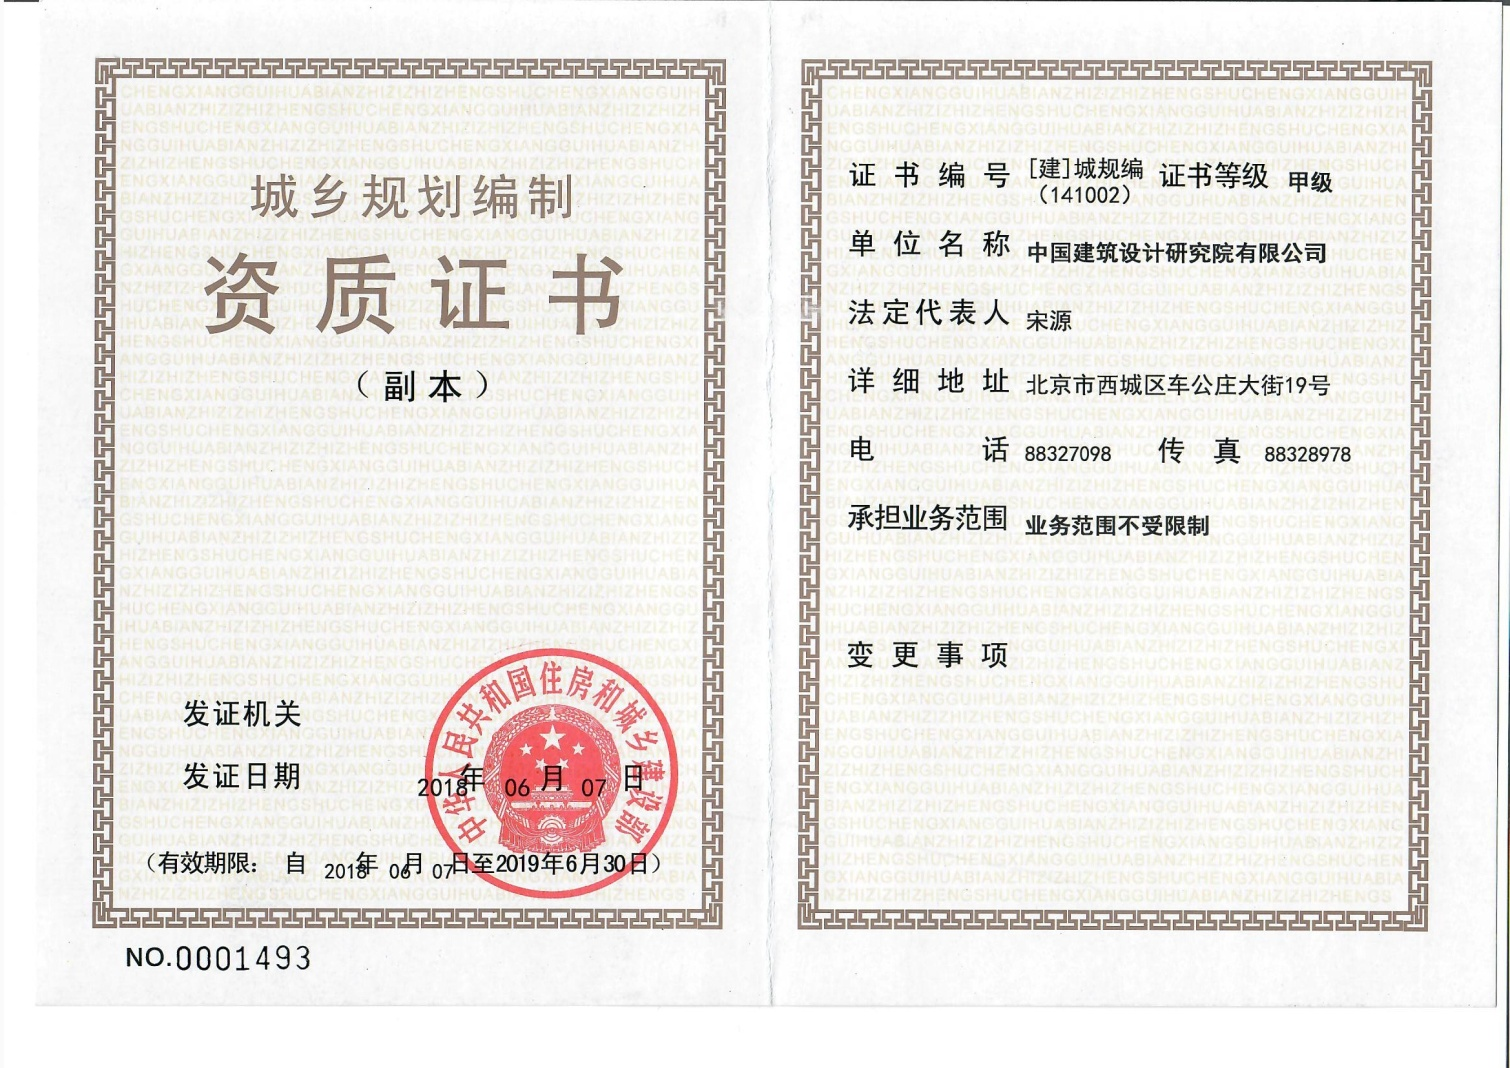 城乡规划编制
资质证书
（副本）
中华人民共和国住房和城乡建设部
发证机关
发证日期 2018年 06月 07日
（有效期限： 自 2018年 06月 07日至2019年6月30日）
NO.0001493
证书编号 [建]城规编（141002） 证书等级 甲级
单位名称 中国建筑设计研究院有限公司
法定代表人 宋源
详细地址 北京市西城区车公庄大街19号
电话 88327098 传真 88328978
承担业务范围 业务范围不受限制
变更事项